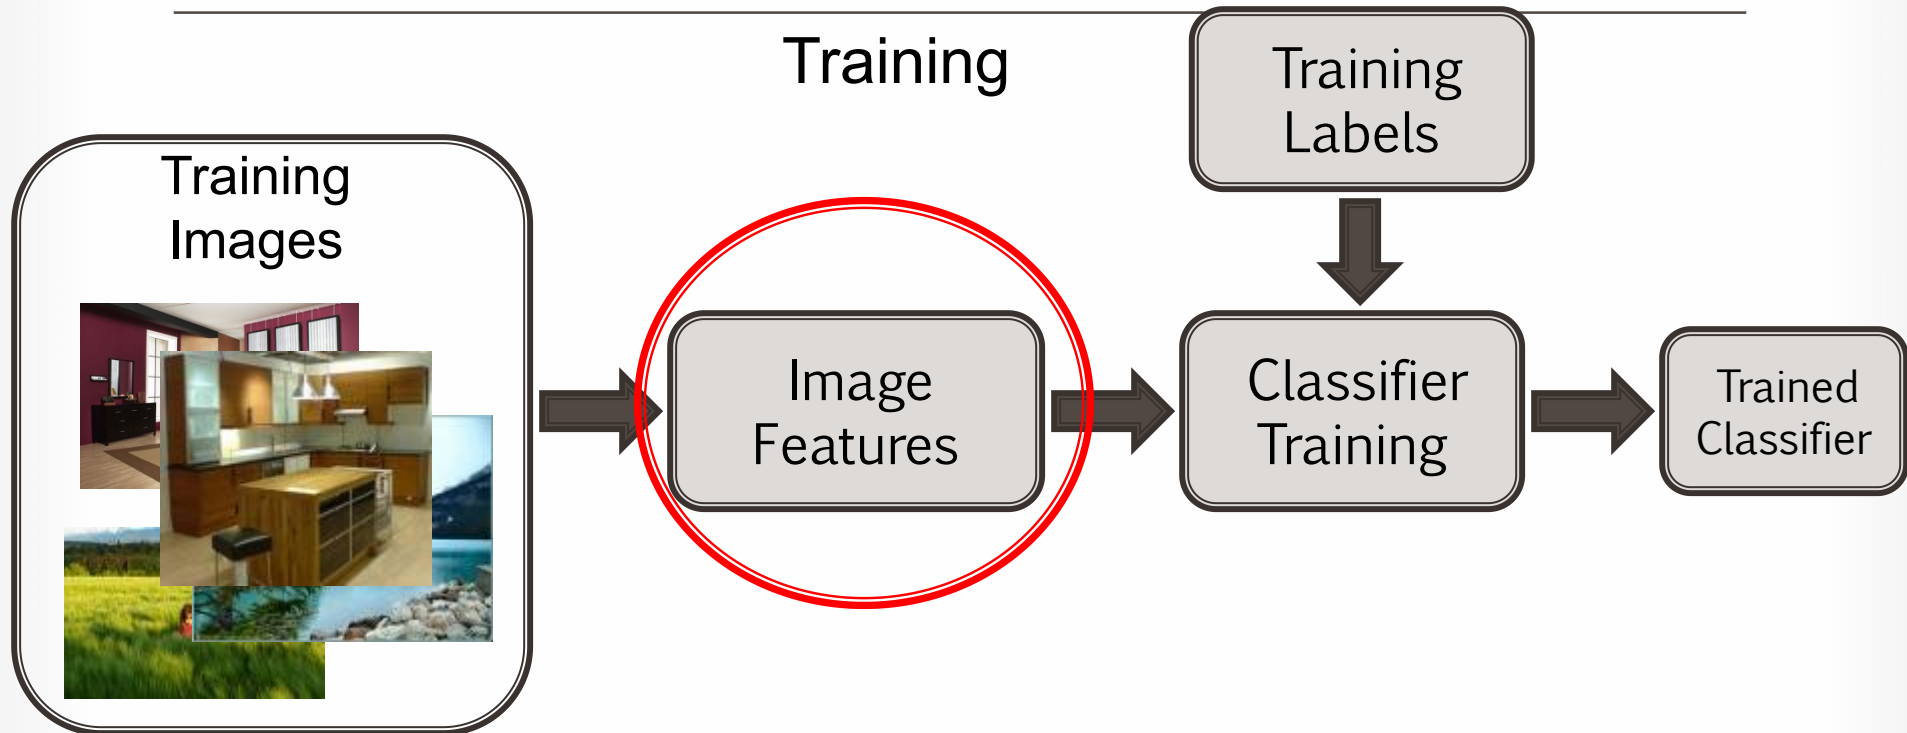 Training
Training
Labels
Training
Images
Image
Features
Classifier
Training
Trained
Classifier